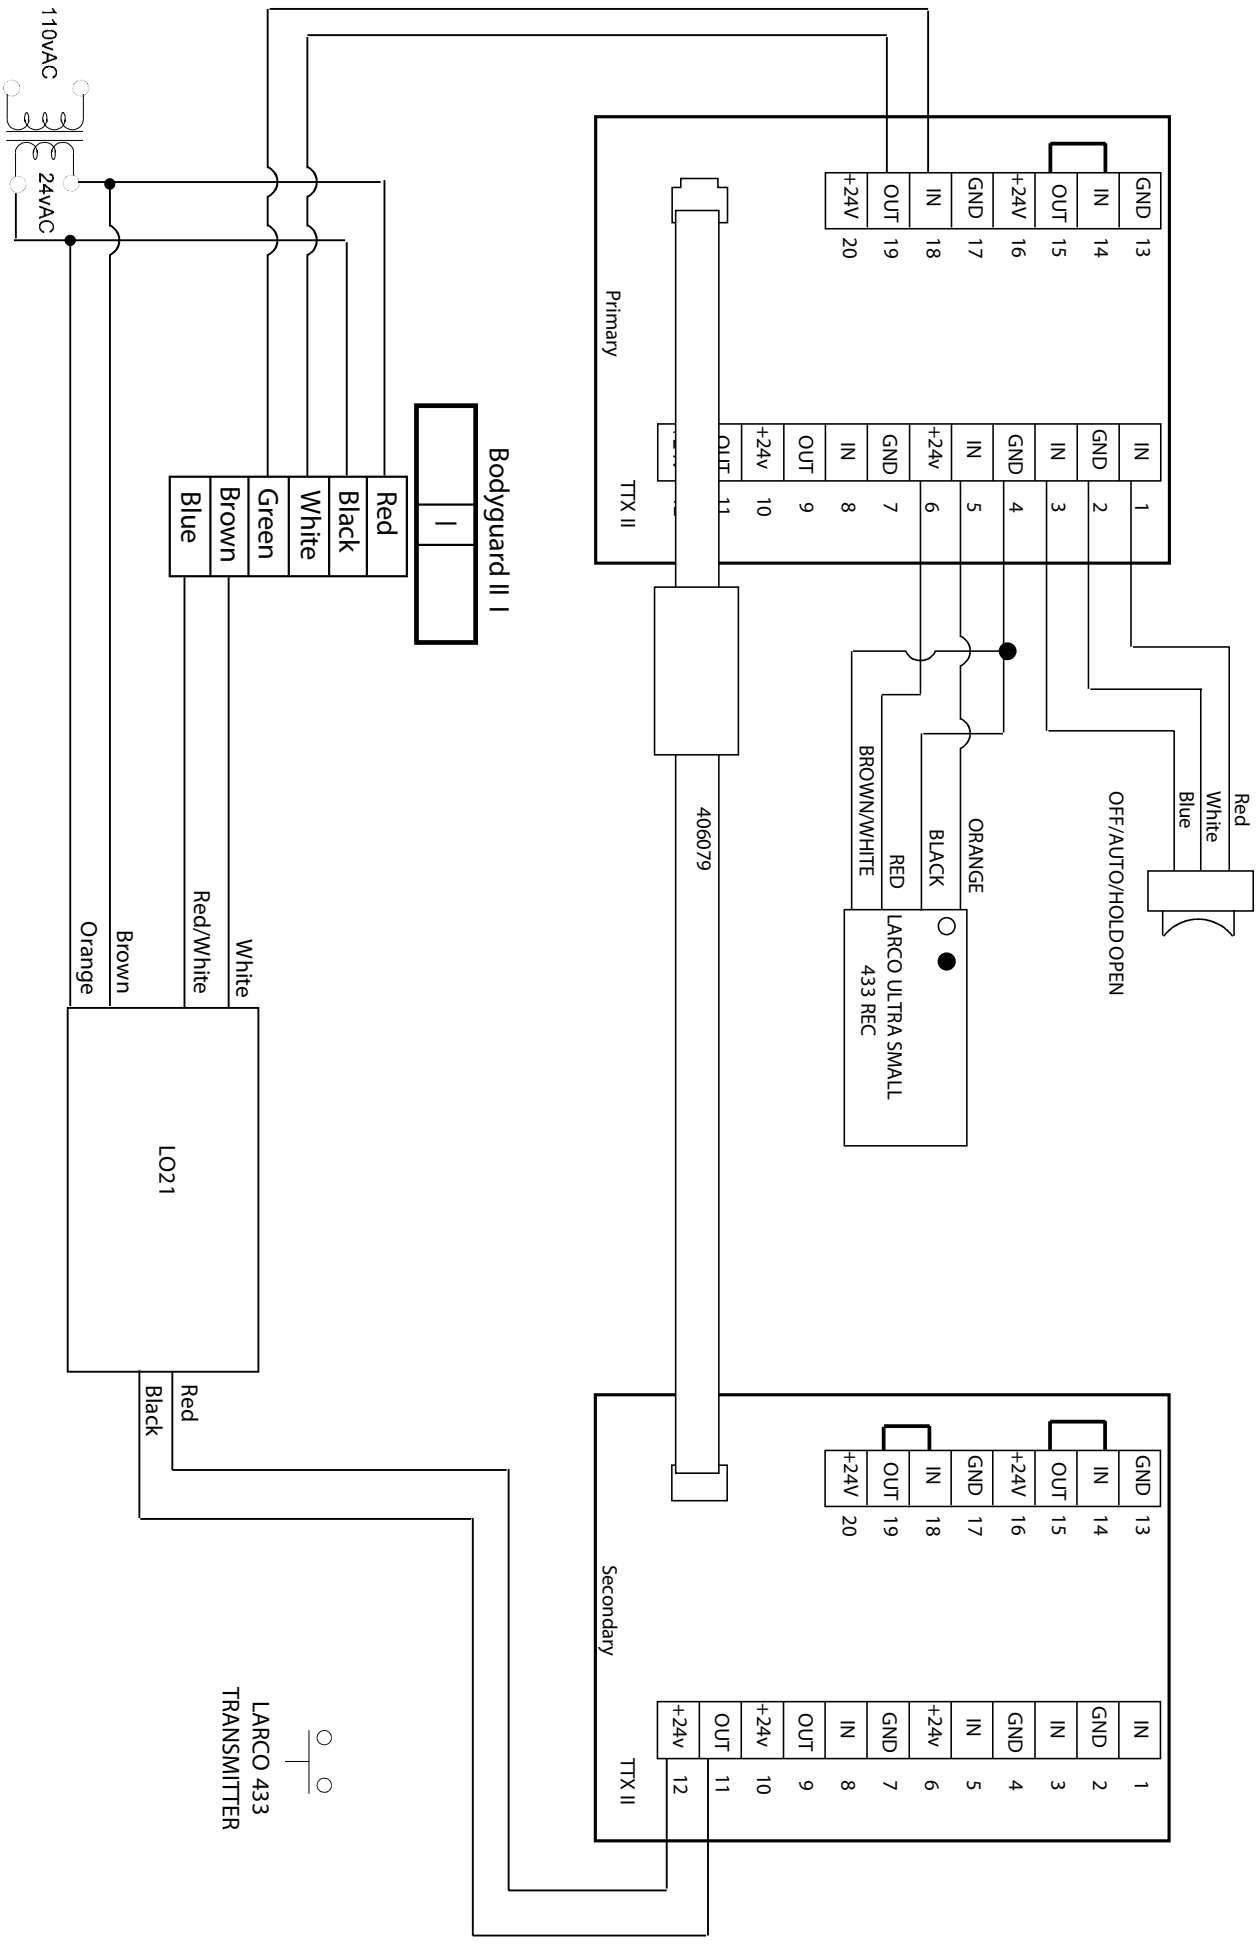 Red
White
Blue
OFF/AUTO/HOLD OPEN
GND 13
IN 14
OUT 15
+24V 16
GND 17
IN 18
OUT 19
+24V 20
IN 1
GND 2
IN 3
GND 4
IN 5
+24v 6
GND 7
IN 8
OUT 9
+24v 10
OUT 11
Primary
TTX II
ORANGE
BLACK
RED
BROWN/WHITE
LARCO ULTRA SMALL
433 REC
406079
GND 13
IN 14
OUT 15
+24V 16
GND 17
IN 18
OUT 19
+24V 20
IN 1
GND 2
IN 3
GND 4
IN 5
+24v 6
GND 7
IN 8
OUT 9
+24v 10
OUT 11
+24v 12
Secondary
TTX II
Bodyguard II I
I
Red
Black
White
Green
Brown
Blue
White
Red/White
Brown
Orange
LO21
Red
Black
LARCO 433
TRANSMITTER
110vAC
24vAC